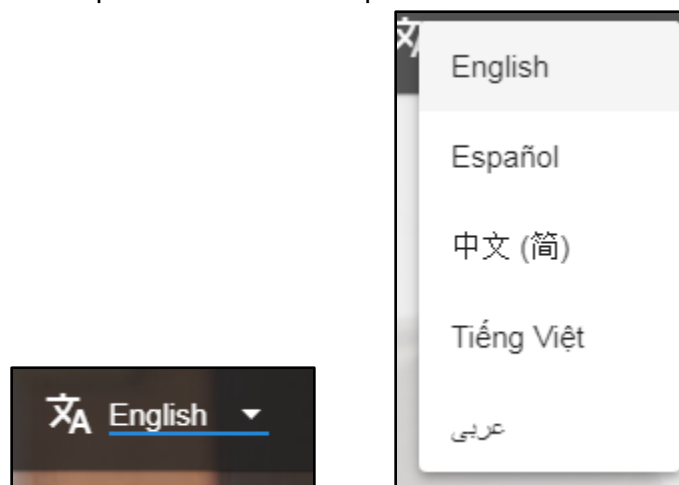 English
Español
中文 (简)
Tiếng Việt
عربى
English